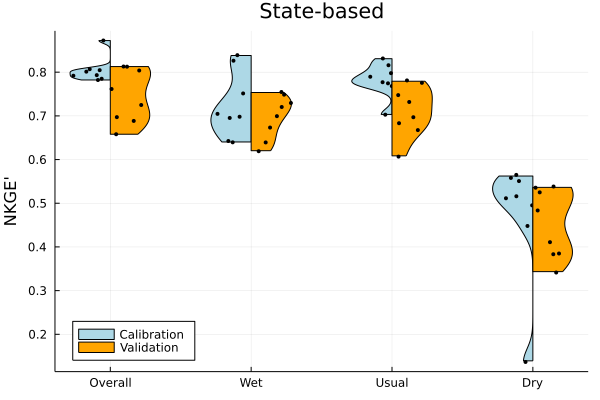 State-based
NKGE'
0.8
0.7
0.6
0.5
0.4
0.3
0.2
Calibration
Validation
Overall
Wet
Usual
Dry